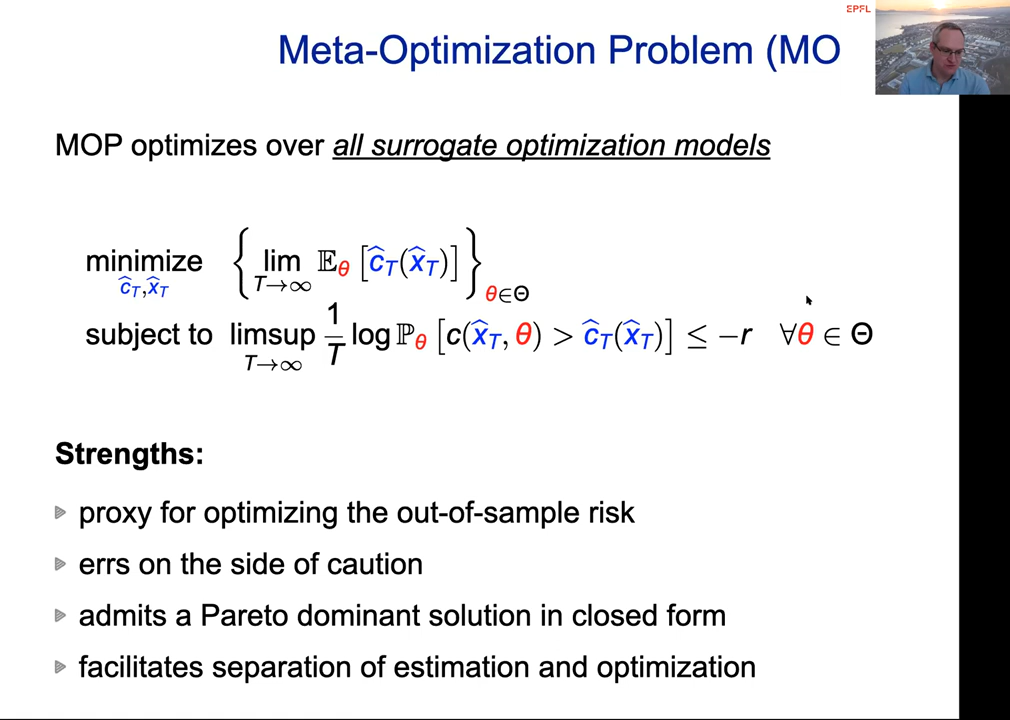 EPFL
Meta-Optimization Problem (MO
MOP optimizes over all surrogate optimization models
minimize { lim E_θ [ĉ_T(x̂_T)] }
ĉ_T, x̂_T T→∞ θ∈Θ
subject to limsup 1/T log P_θ [c(x̂_T, θ) > ĉ_T(x̂_T)] ≤ −r ∀θ ∈ Θ
T→∞
Strengths:
proxy for optimizing the out-of-sample risk
errs on the side of caution
admits a Pareto dominant solution in closed form
facilitates separation of estimation and optimization